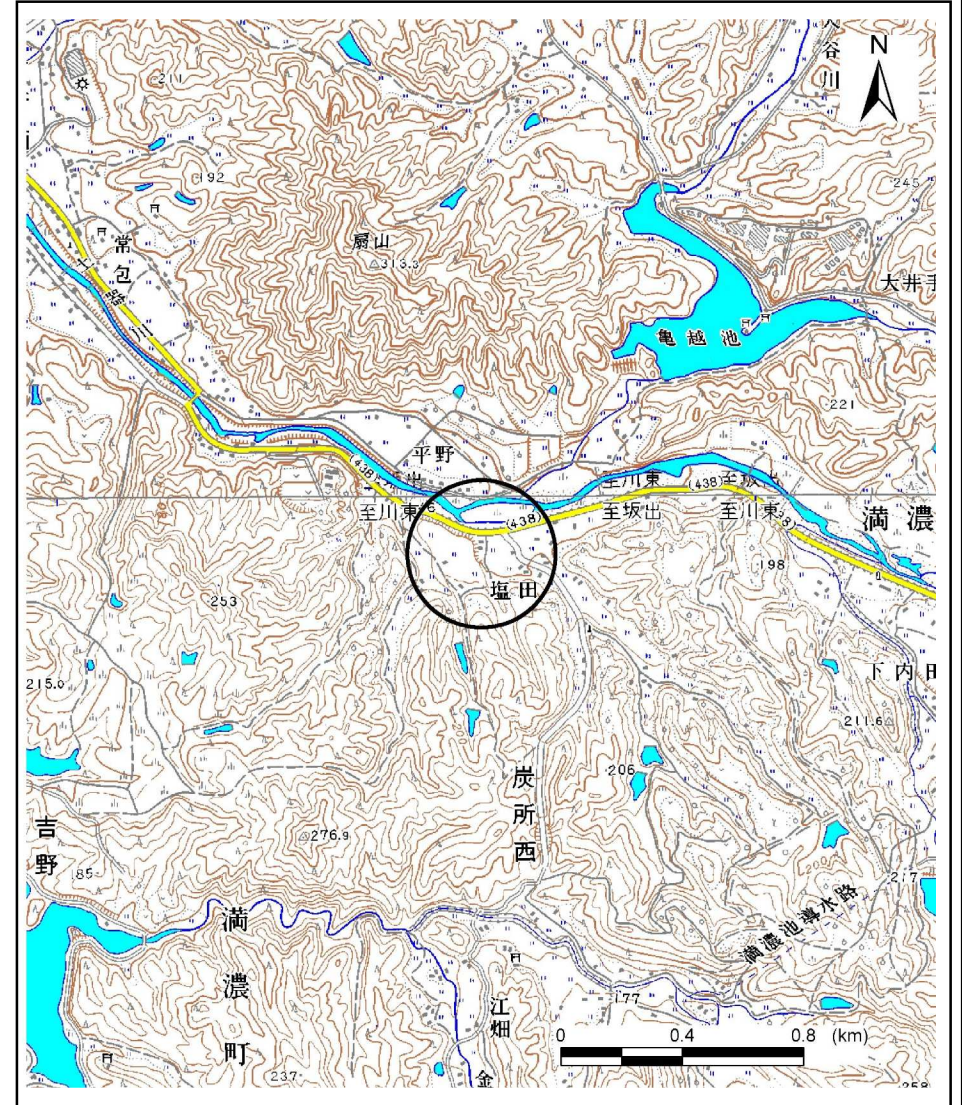 谷川
N
211
192
245
扇山
313.3
常包
土器川
大井手
亀越池
221
平野
(438)
至川東
(438)
至川東
(438)
至坂出
至川東
満濃
塩田
198
253
215.0
下内田
211.6
206
炭所西
276.9
吉野
185
217
満濃池導水路
満濃町
江畑
177
0 0.4 0.8 (km)
237
金
258